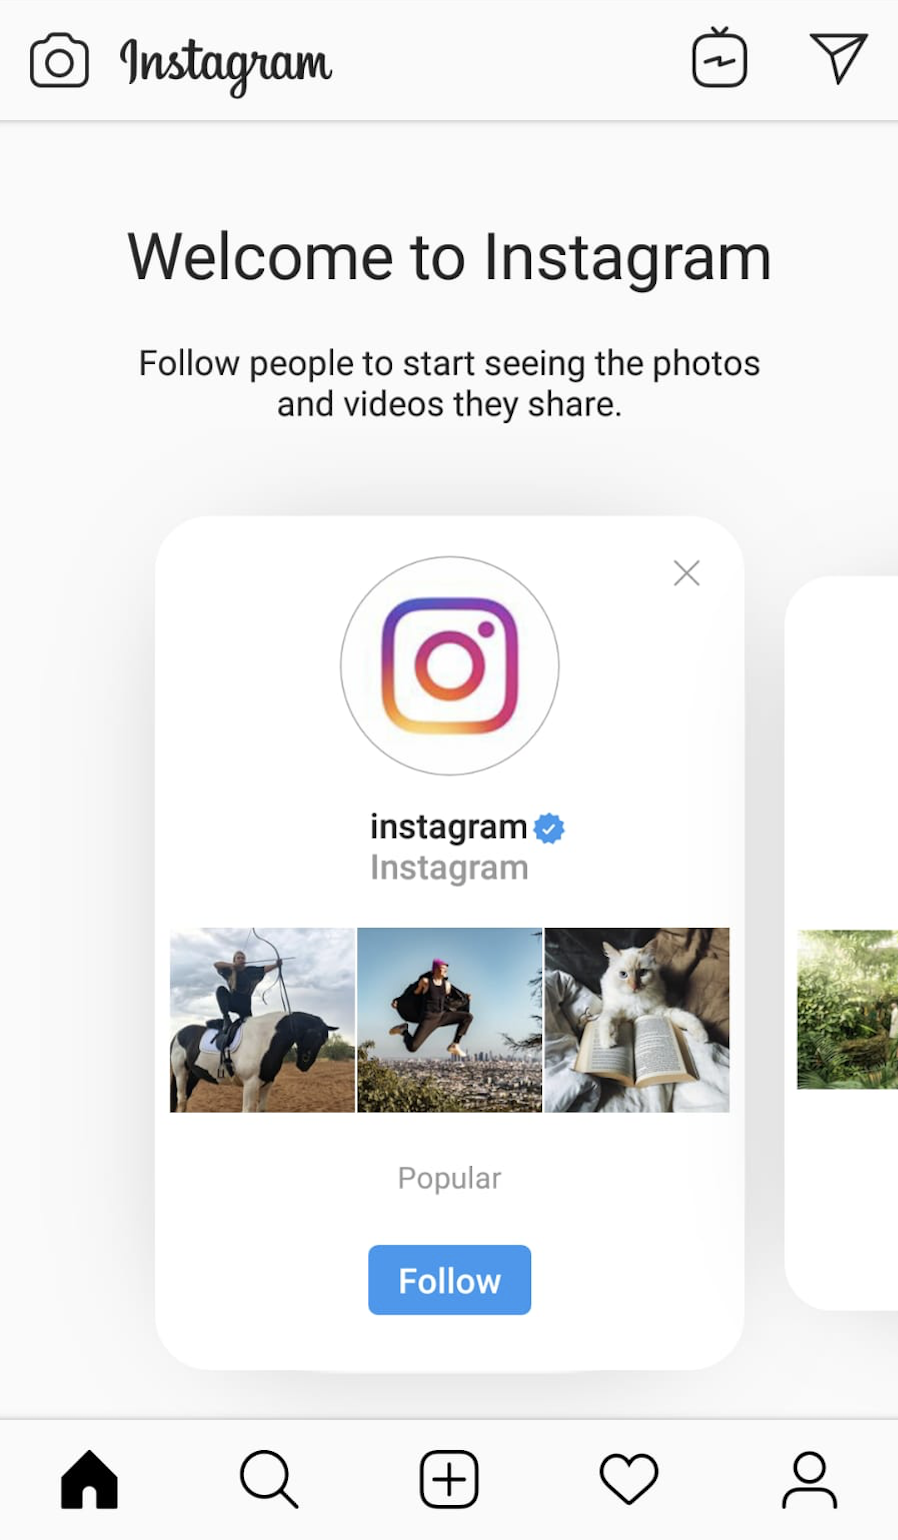 Instagram
Welcome to Instagram
Follow people to start seeing the photos
and videos they share.
instagram
Instagram
Popular
Follow